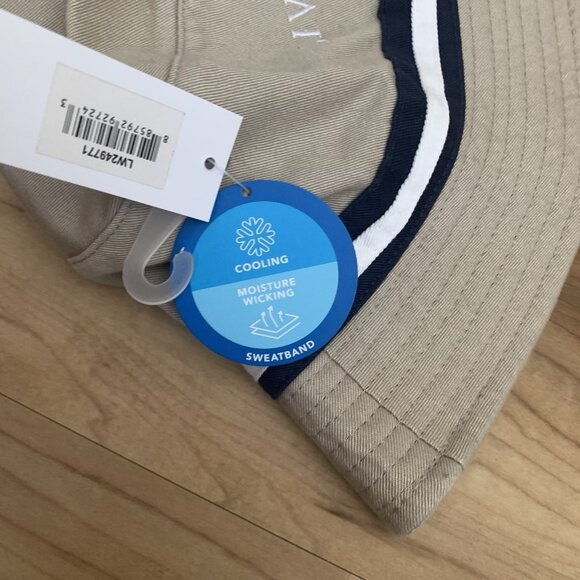 LW249771
8 85792 92724 3
COOLING
MOISTURE
WICKING
SWEATBAND